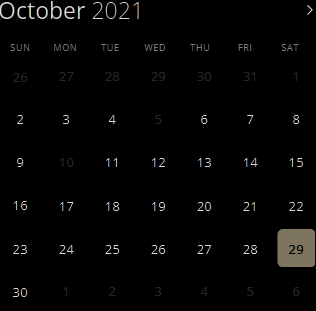 October 2021
SUN MON TUE WED THU FRI SAT
26 27 28 29 30 31 1
2 3 4 5 6 7 8
9 10 11 12 13 14 15
16 17 18 19 20 21 22
23 24 25 26 27 28 29
30 1 2 3 4 5 6